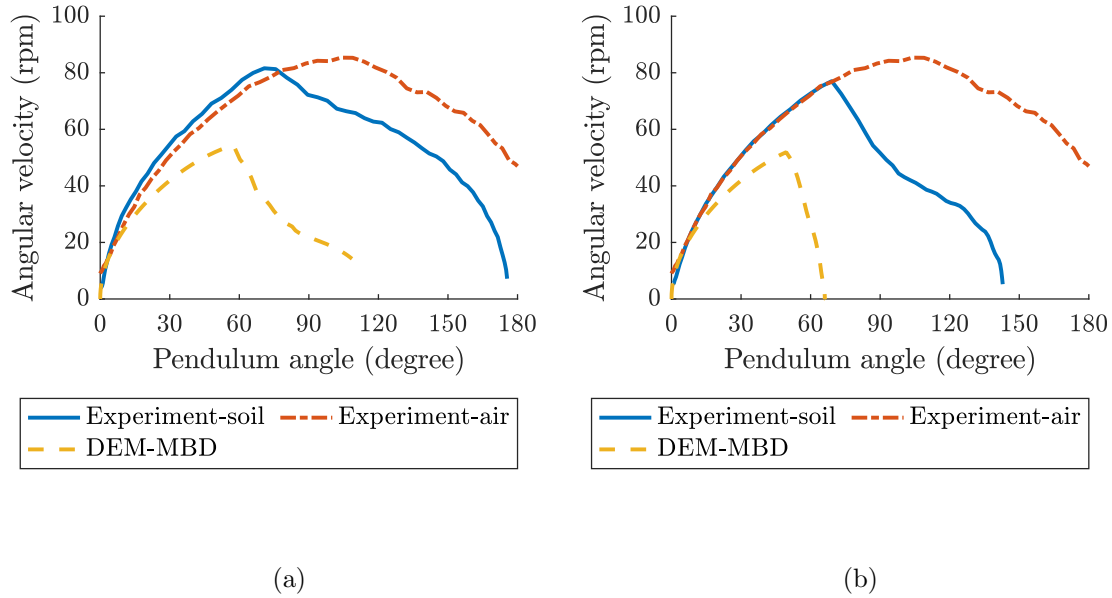 100
80
60
40
20
0
Angular velocity (rpm)
0 30 60 90 120 150 180
Pendulum angle (degree)
Experiment-soil Experiment-air
DEM-MBD
(a)
100
80
60
40
20
0
Angular velocity (rpm)
0 30 60 90 120 150 180
Pendulum angle (degree)
Experiment-soil Experiment-air
DEM-MBD
(b)